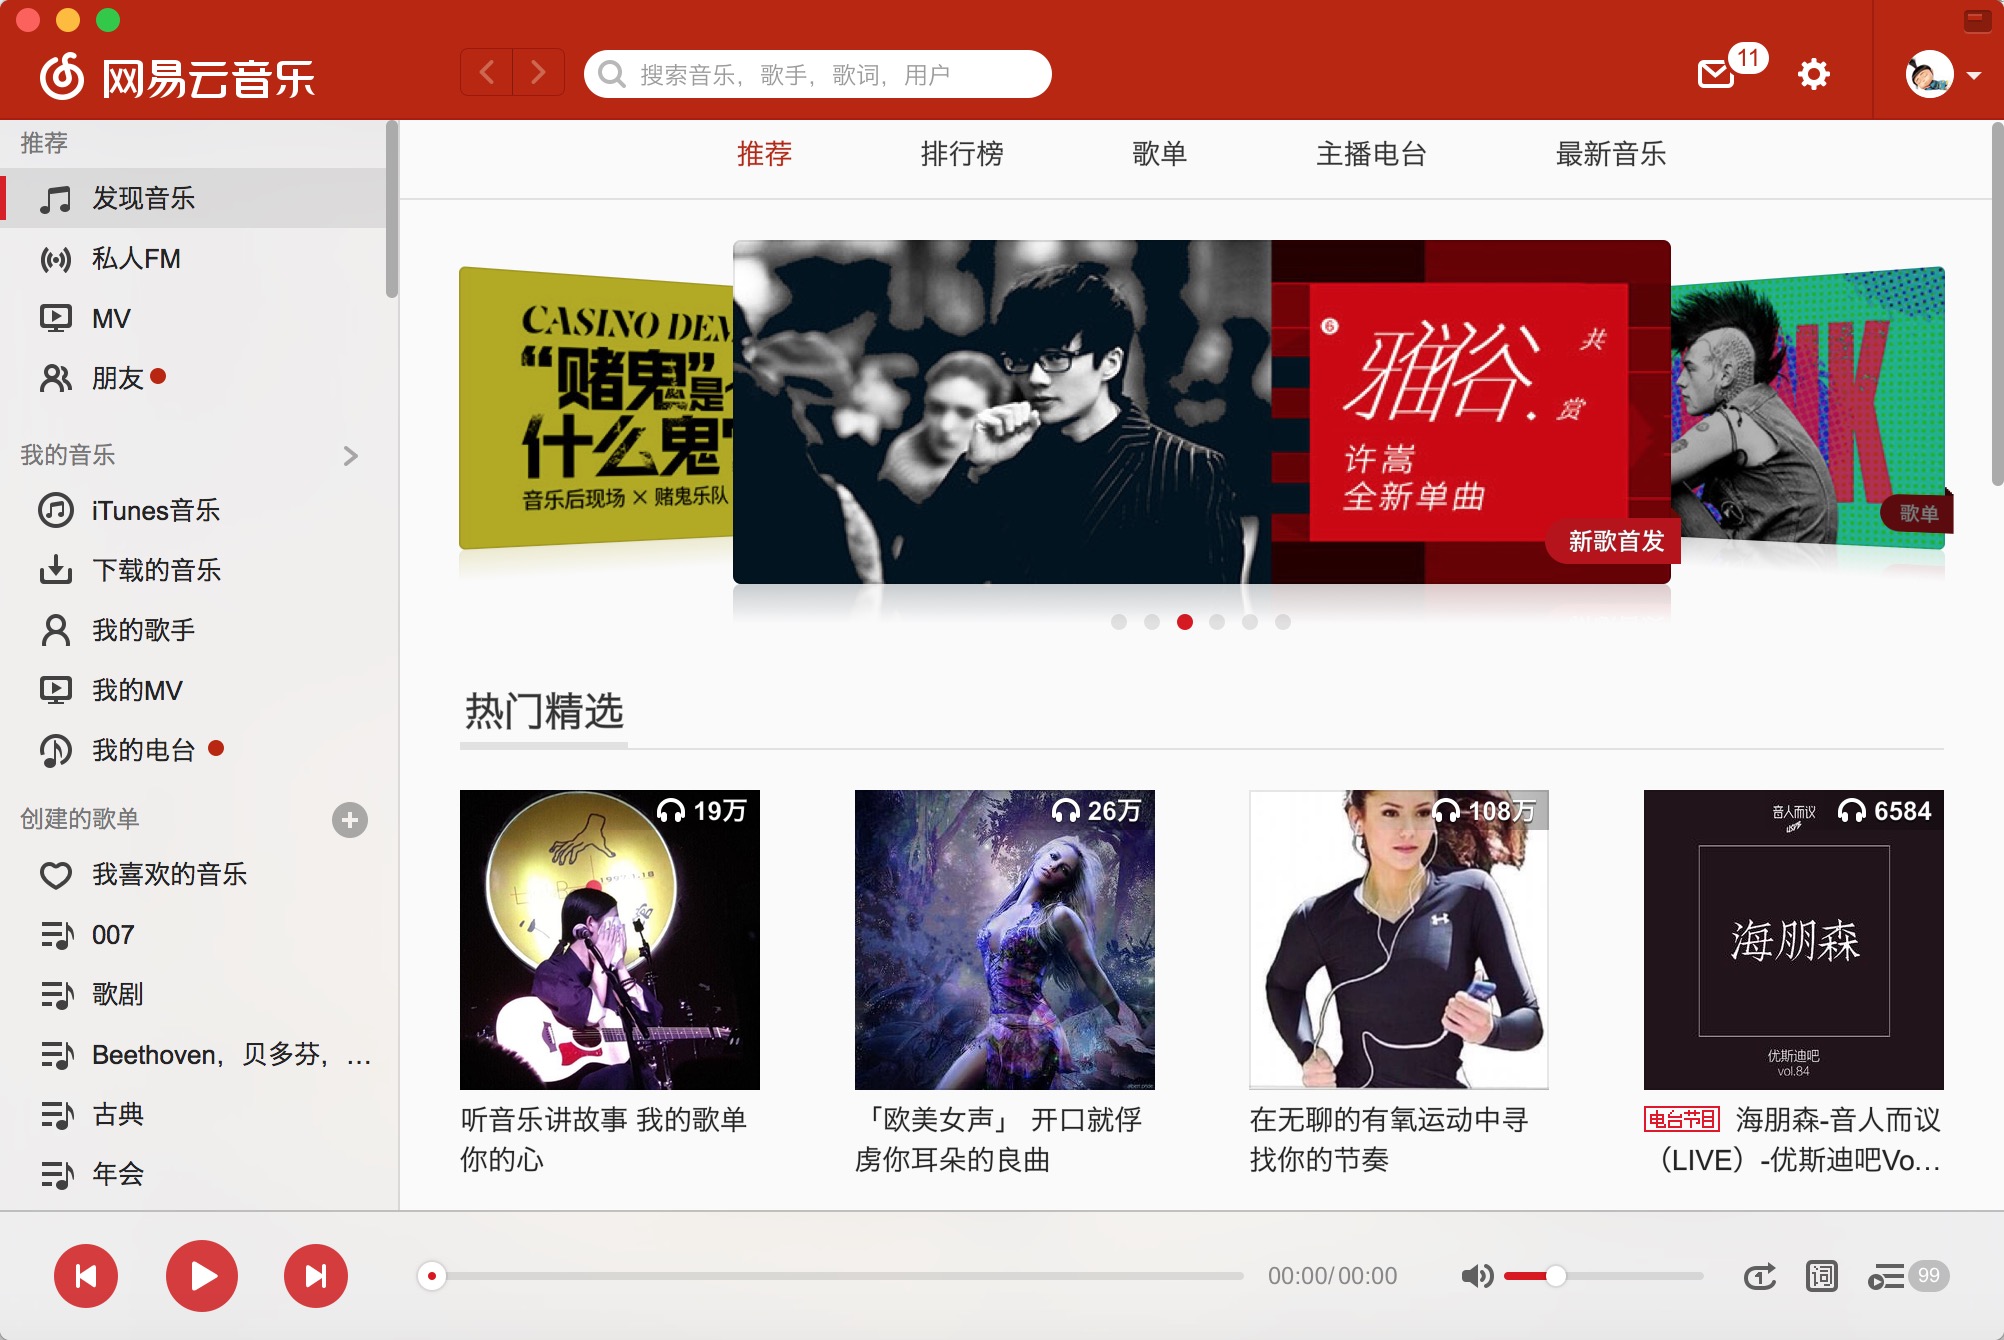 网易云音乐
搜索音乐，歌手，歌词，用户
11
推荐
发现音乐
私人FM
MV
朋友
我的音乐
iTunes音乐
下载的音乐
我的歌手
我的MV
我的电台
创建的歌单
我喜欢的音乐
007
歌剧
Beethoven，贝多芬，…
古典
年会
推荐
排行榜
歌单
主播电台
最新音乐
CASINO DEM
“赌鬼”是个
什么鬼”
音乐后现场 × 赌鬼乐队
雅俗
共
赏
许嵩
全新单曲
新歌首发
歌单
热门精选
19万
听音乐讲故事 我的歌单
你的心
26万
「欧美女声」 开口就俘
虏你耳朵的良曲
108万
在无聊的有氧运动中寻
找你的节奏
音人而议
6584
海朋森
优斯迪吧
vol.84
电台节目 海朋森-音人而议
（LIVE）-优斯迪吧Vo…
00:00/00:00
1
词
99